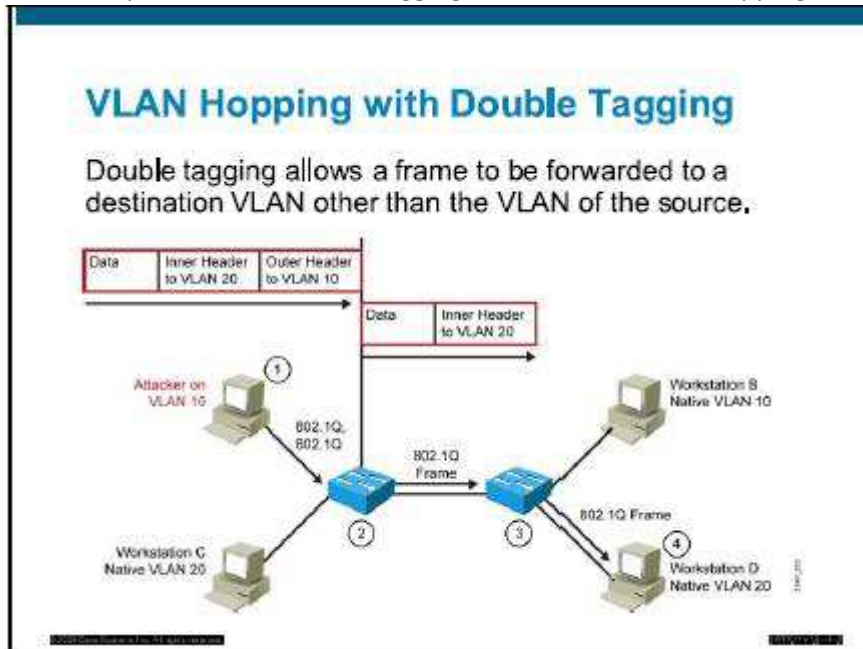 VLAN Hopping with Double Tagging
Double tagging allows a frame to be forwarded to a
destination VLAN other than the VLAN of the source.
Data
Inner Header
to VLAN 20
Outer Header
to VLAN 10
Data
Inner Header
to VLAN 20
1
Attacker on
VLAN 10
802.1Q,
802.1Q
802.1Q
Frame
Workstation B
Native VLAN 10
2
3
802.1Q Frame
4
Workstation C
Native VLAN 20
Workstation D
Native VLAN 20